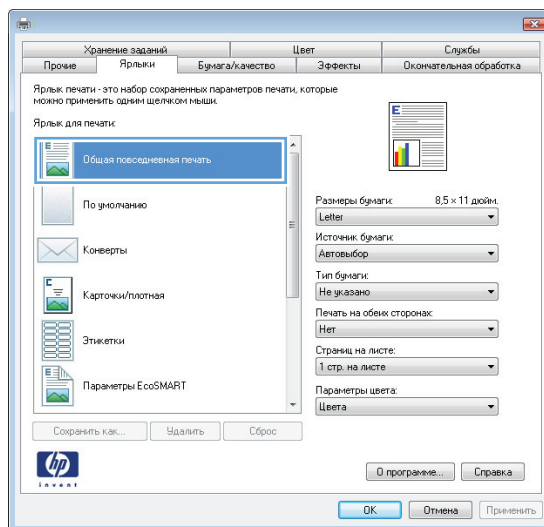 Хранение заданий
Цвет
Службы
Прочие
Ярлыки
Бумага/качество
Эффекты
Окончательная обработка
Ярлык печати - это набор сохраненных параметров печати, которые
можно применить одним щелчком мыши.
Ярлык для печати:
Общая повседневная печать
По умолчанию
Конверты
Карточки/плотная
Этикетки
Параметры EcoSMART
Сохранить как...
Удалить
Сброс
E
Размеры бумаги:
8,5 × 11 дюйм.
Letter
Источник бумаги:
Автовыбор
Тип бумаги:
Не указано
Печать на обеих сторонах:
Нет
Страниц на листе:
1 стр. на листе
Параметры цвета:
Цвета
hp
invent
О программе...
Справка
OK
Отмена
Применить